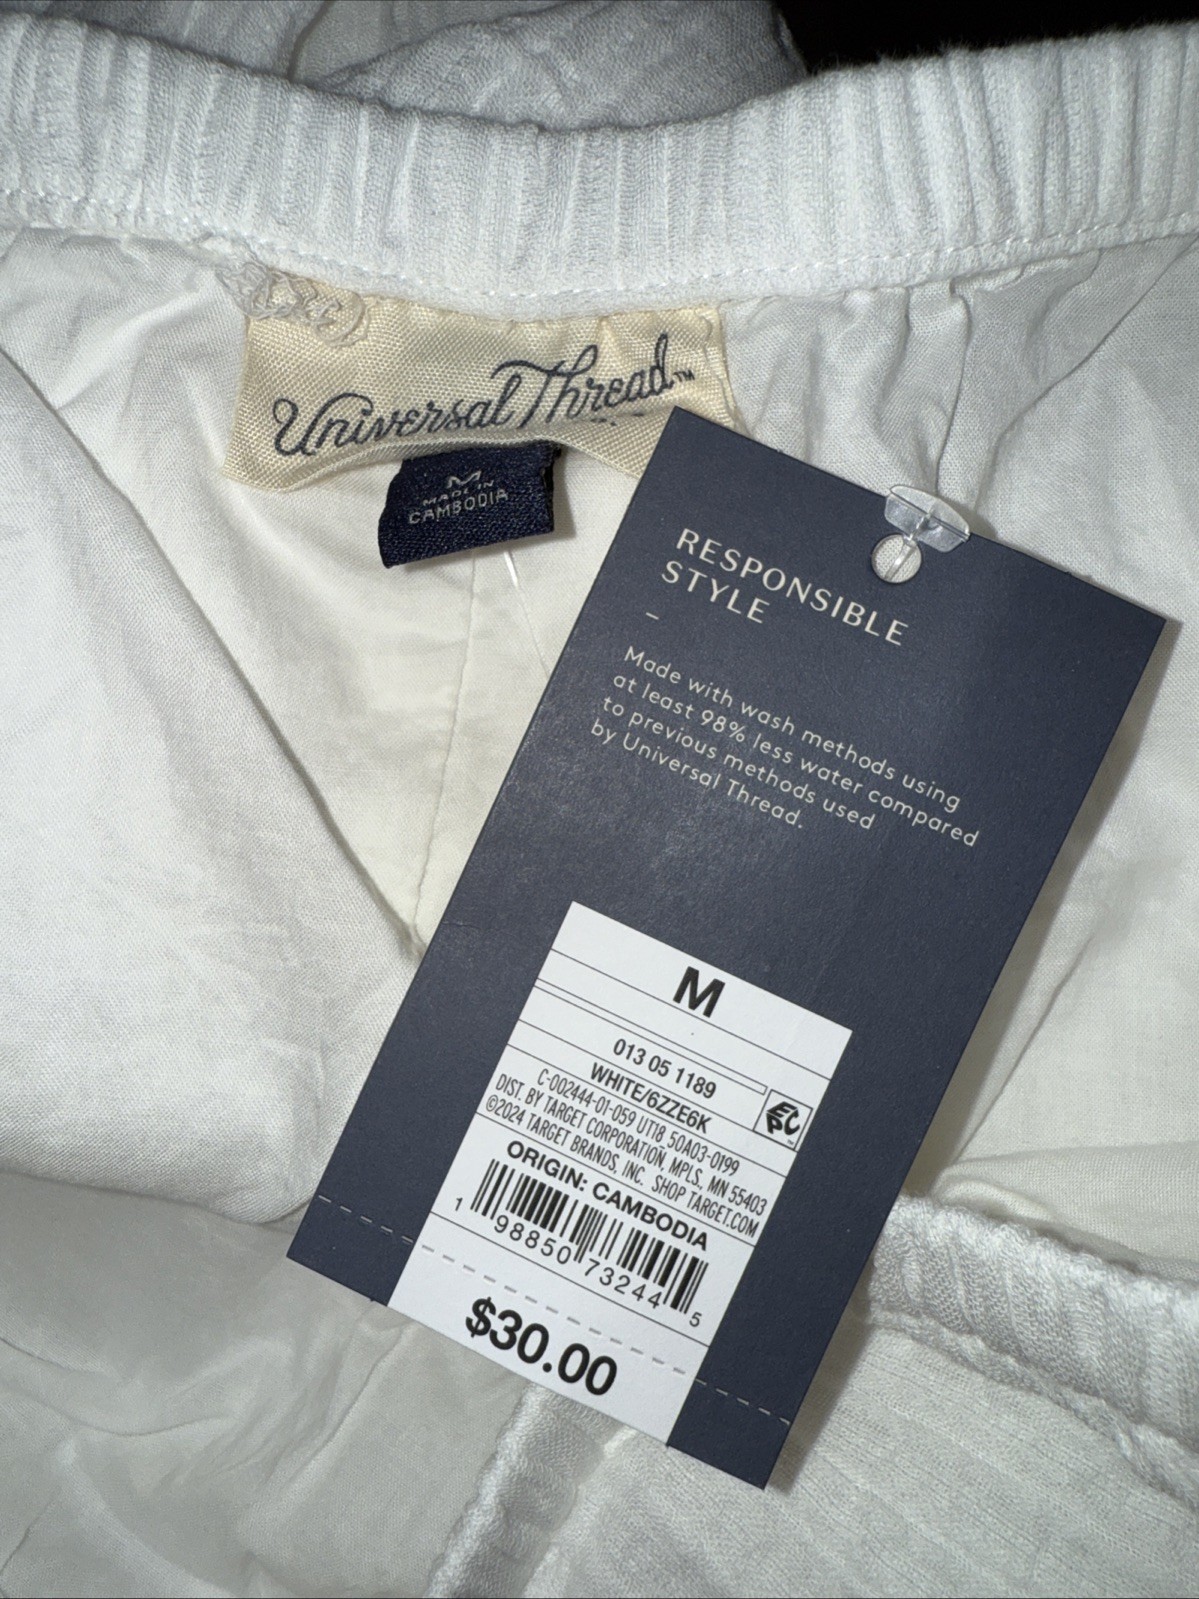 Universal Thread™
M
MADE IN
CAMBODIA
RESPONSIBLE
STYLE
–
Made with wash methods using
at least 98% less water compared
to previous methods used
by Universal Thread.
M
013 05 1189
WHITE/6ZZE6K
C-002444-01-059 UT18 50A03-0199
DIST. BY TARGET CORPORATION, MPLS, MN 55403
©2024 TARGET BRANDS, INC. SHOP TARGET.COM
EPC™
ORIGIN: CAMBODIA
1 98850 73244 5
$30.00